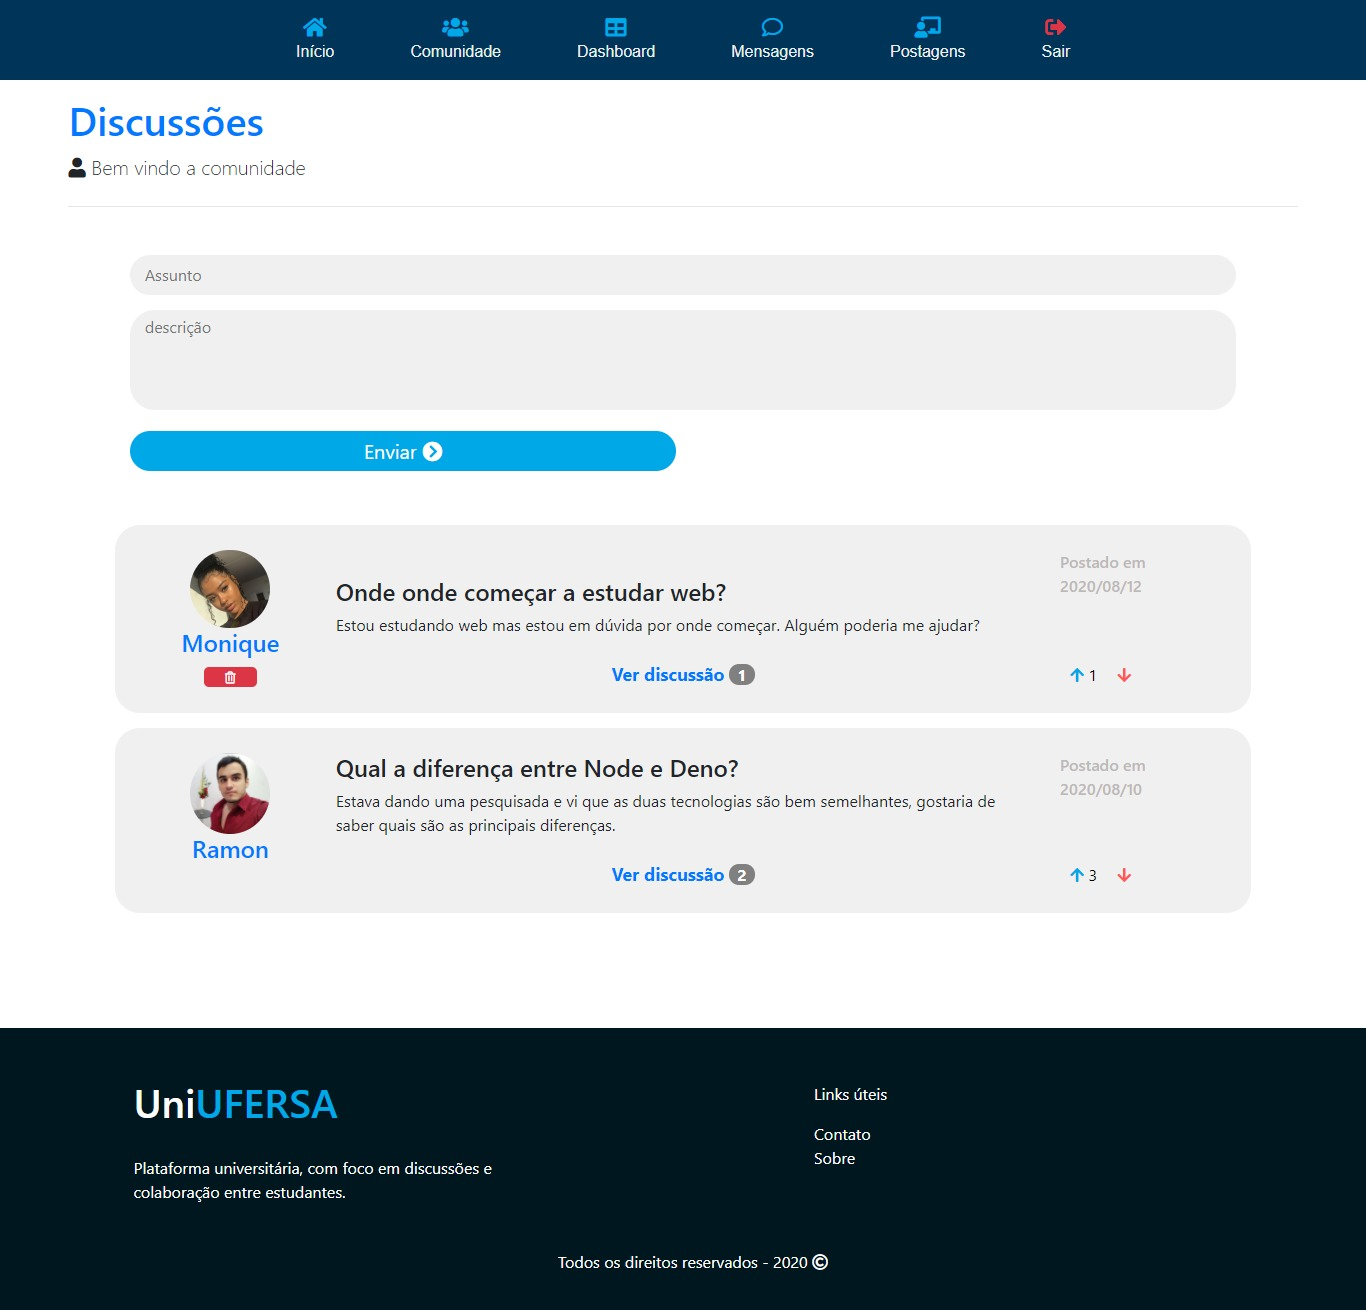 Início
Comunidade
Dashboard
Mensagens
Postagens
Sair
Discussões
Bem vindo a comunidade
Assunto
descrição
Enviar
Monique
Onde onde começar a estudar web?
Estou estudando web mas estou em dúvida por onde começar. Alguém poderia me ajudar?
Ver discussão 1
Postado em
2020/08/12
1
Ramon
Qual a diferença entre Node e Deno?
Estava dando uma pesquisada e vi que as duas tecnologias são bem semelhantes, gostaria de
saber quais são as principais diferenças.
Ver discussão 2
Postado em
2020/08/10
3
UniUFERSA
Plataforma universitária, com foco em discussões e
colaboração entre estudantes.
Links úteis
Contato
Sobre
Todos os direitos reservados - 2020 ©